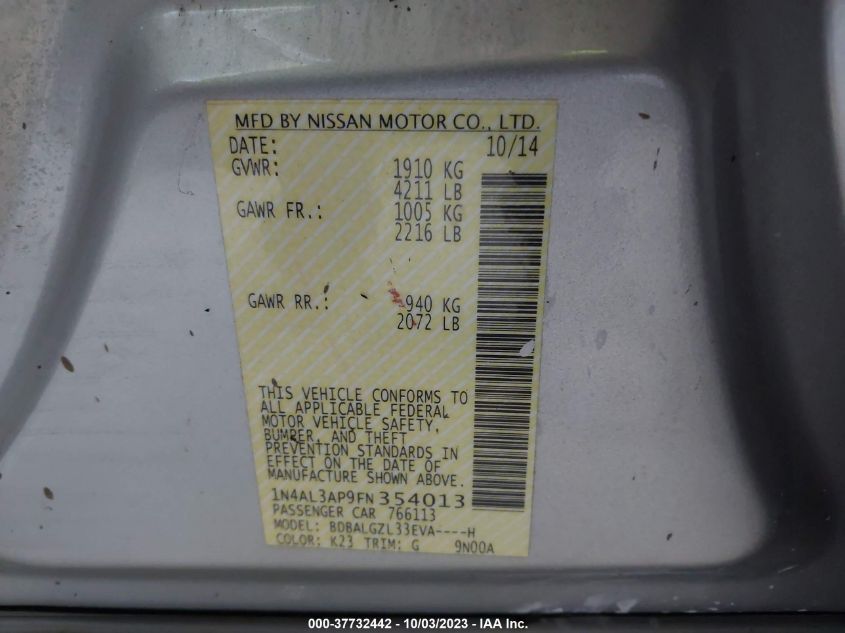 MFD BY NISSAN MOTOR CO., LTD.
DATE: 10/14
GVWR: 1910 KG
4211 LB
GAWR FR.: 1005 KG
2216 LB
GAWR RR.: 940 KG
2072 LB
THIS VEHICLE CONFORMS TO
ALL APPLICABLE FEDERAL
MOTOR VEHICLE SAFETY,
BUMPER, AND THEFT
PREVENTION STANDARDS IN
EFFECT ON THE DATE OF
MANUFACTURE SHOWN ABOVE.
1N4AL3AP9FN354013
PASSENGER CAR 766113
MODEL: BDBALGZL33EVA----H
COLOR: K23 TRIM: G 9N00A
000-37732442 - 10/03/2023 - IAA Inc.